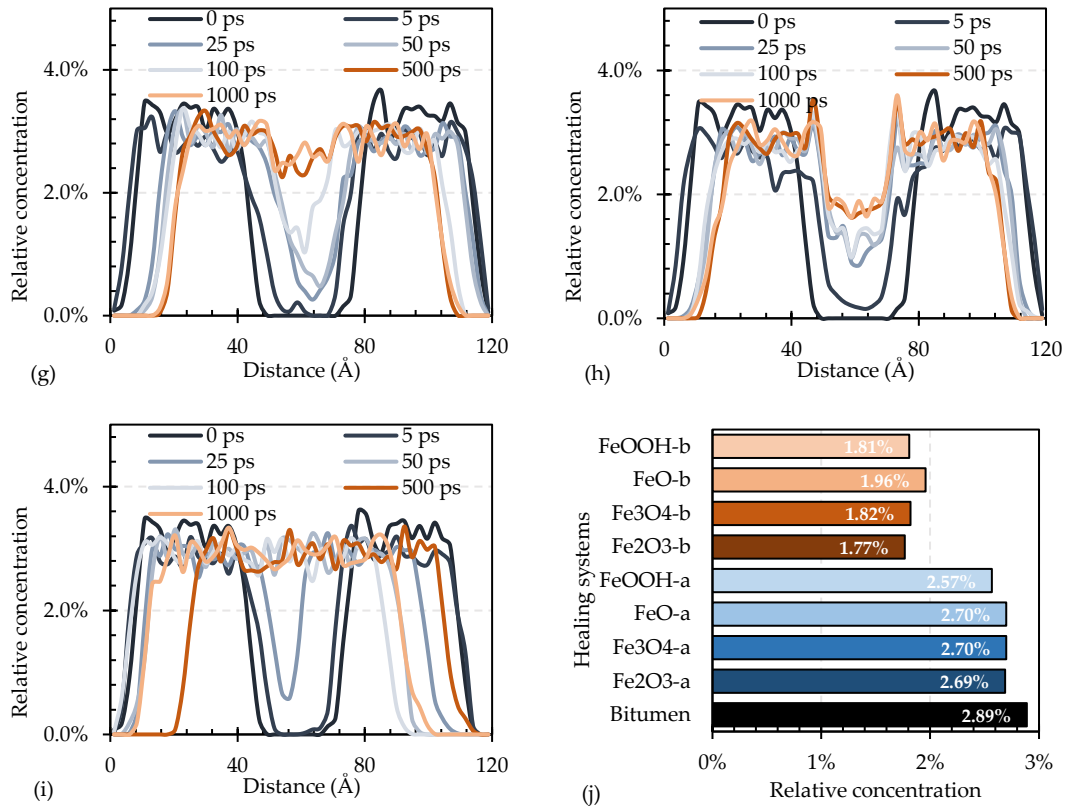 0 ps 5 ps
25 ps 50 ps
100 ps 500 ps
1000 ps
Relative concentration
4.0%
2.0%
0.0%
0 40 80 120
Distance (Å)
(g)
0 ps 5 ps
25 ps 50 ps
100 ps 500 ps
1000 ps
Relative concentration
4.0%
2.0%
0.0%
0 40 80 120
Distance (Å)
(h)
0 ps 5 ps
25 ps 50 ps
100 ps 500 ps
1000 ps
Relative concentration
4.0%
2.0%
0.0%
0 40 80 120
Distance (Å)
(i)
Healing systems
FeOOH-b 1.81%
FeO-b 1.96%
Fe3O4-b 1.82%
Fe2O3-b 1.77%
FeOOH-a 2.57%
FeO-a 2.70%
Fe3O4-a 2.70%
Fe2O3-a 2.69%
Bitumen 2.89%
0% 1% 2% 3%
Relative concentration
(j)